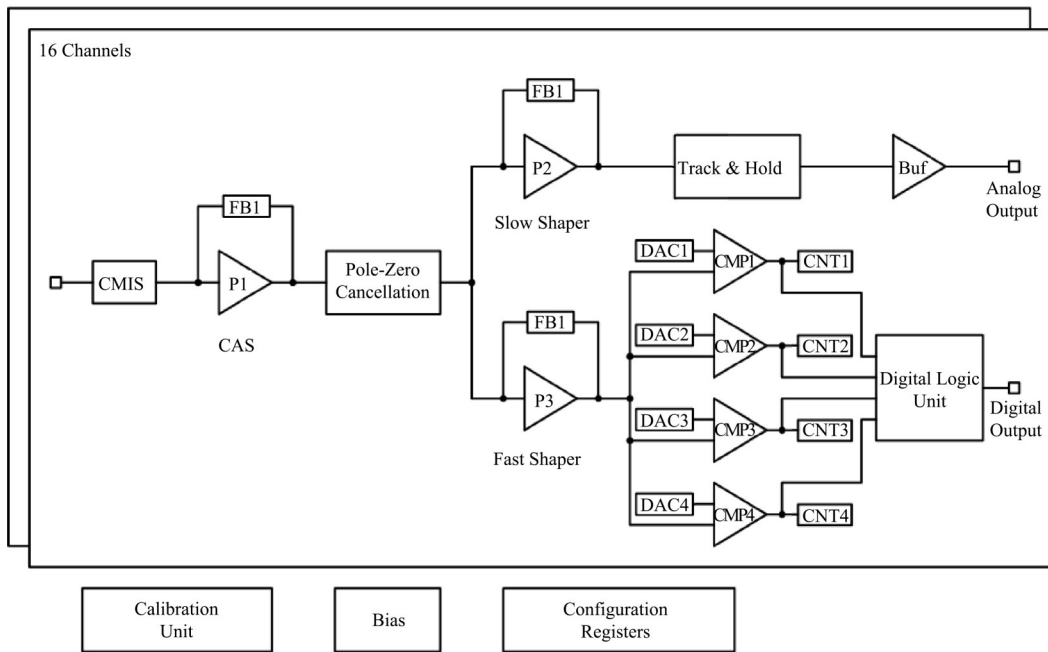 16 Channels
FB1
P2
Track & Hold
Buf
Analog
Output
Slow Shaper
FB1
CMIS
P1
Pole-Zero
Cancellation
CAS
DAC1
CMP1
CNT1
FB1
P3
Fast Shaper
DAC2
CMP2
CNT2
DAC3
CMP3
CNT3
DAC4
CMP4
CNT4
Digital Logic
Unit
Digital
Output
Calibration
Unit
Bias
Configuration
Registers